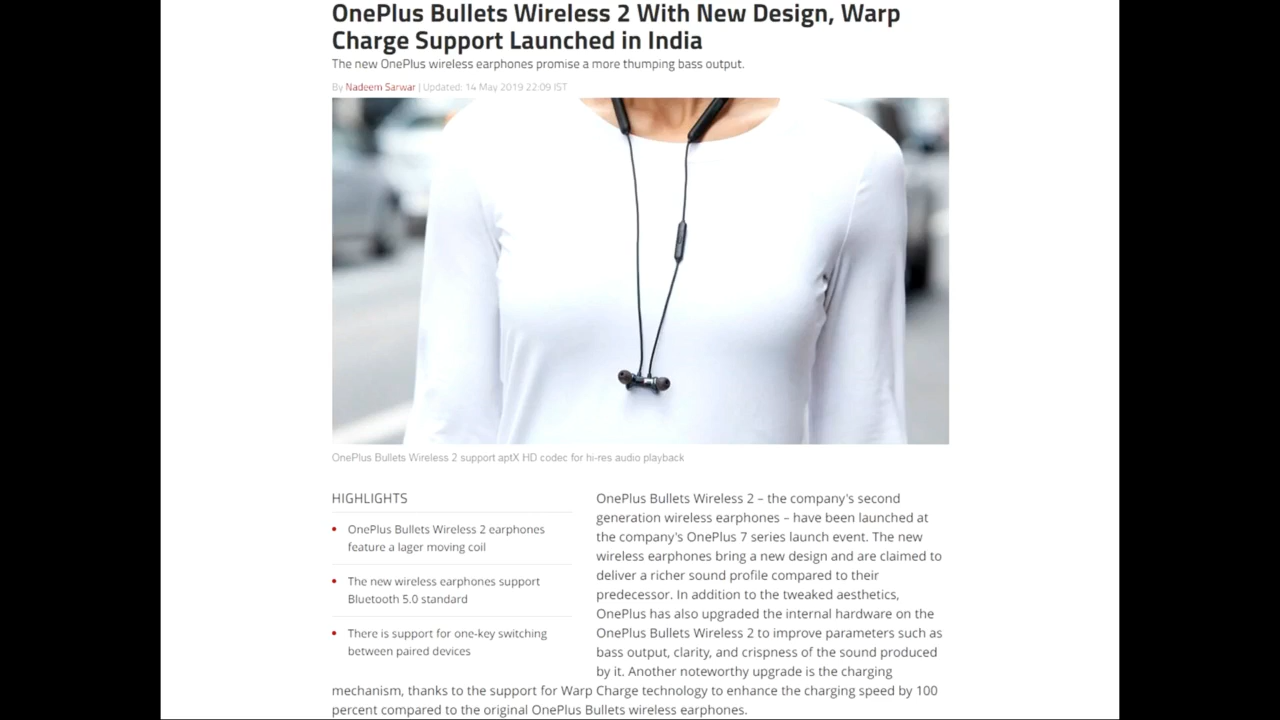 OnePlus Bullets Wireless 2 With New Design, Warp
Charge Support Launched in India
The new OnePlus wireless earphones promise a more thumping bass output.
By Nadeem Sarwar | Updated: 14 May 2019 22:09 IST
OnePlus Bullets Wireless 2 support aptX HD codec for hi-res audio playback
HIGHLIGHTS
OnePlus Bullets Wireless 2 earphones
feature a lager moving coil
The new wireless earphones support
Bluetooth 5.0 standard
There is support for one-key switching
between paired devices
OnePlus Bullets Wireless 2 – the company's second
generation wireless earphones – have been launched at
the company's OnePlus 7 series launch event. The new
wireless earphones bring a new design and are claimed to
deliver a richer sound profile compared to their
predecessor. In addition to the tweaked aesthetics,
OnePlus has also upgraded the internal hardware on the
OnePlus Bullets Wireless 2 to improve parameters such as
bass output, clarity, and crispness of the sound produced
by it. Another noteworthy upgrade is the charging
mechanism, thanks to the support for Warp Charge technology to enhance the charging speed by 100
percent compared to the original OnePlus Bullets wireless earphones.